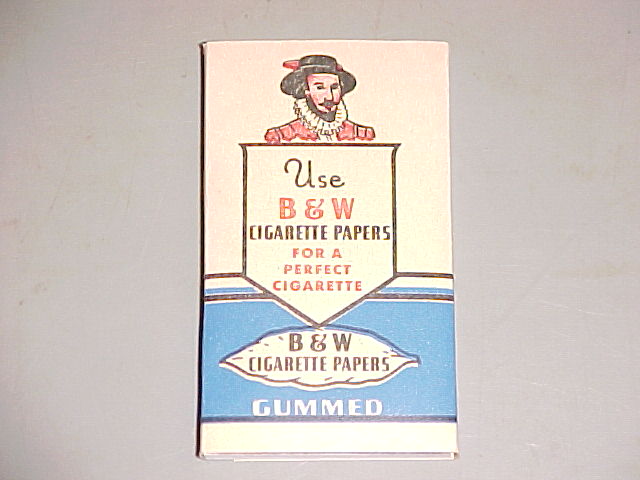 Use
B & W
CIGARETTE PAPERS
FOR A
PERFECT
CIGARETTE
B & W
CIGARETTE PAPERS
GUMMED